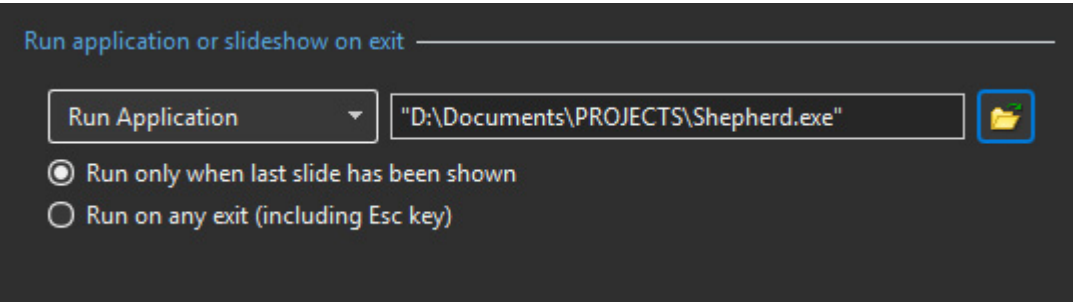 Run application or slideshow on exit
Run Application
"D:\Documents\PROJECTS\Shepherd.exe"
Run only when last slide has been shown
Run on any exit (including Esc key)